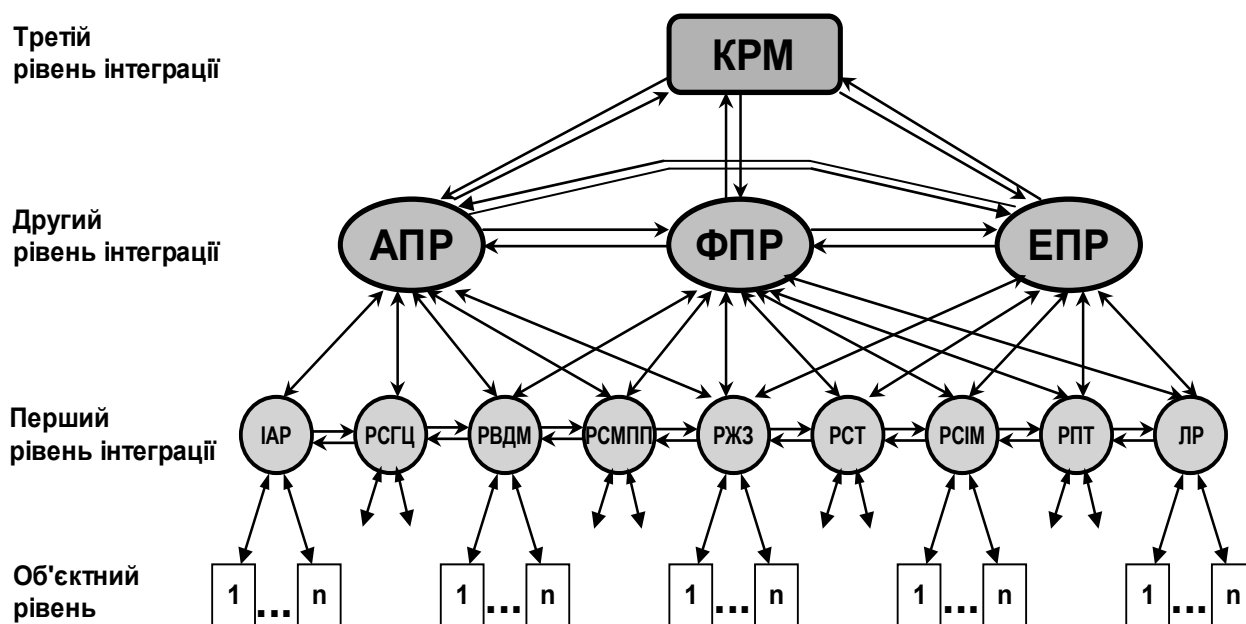 Третій
рівень інтеграції
КРМ
Другий
рівень інтеграції
АПР
ФПР
ЕПР
Перший
рівень інтеграції
ІАР
РСГЦ
РВДМ
РСМПП
РЖЗ
РСТ
РСІМ
РПТ
ЛР
Об'єктний
рівень
1 ... n
1 ... n
1 ... n
1 ... n
1 ... n